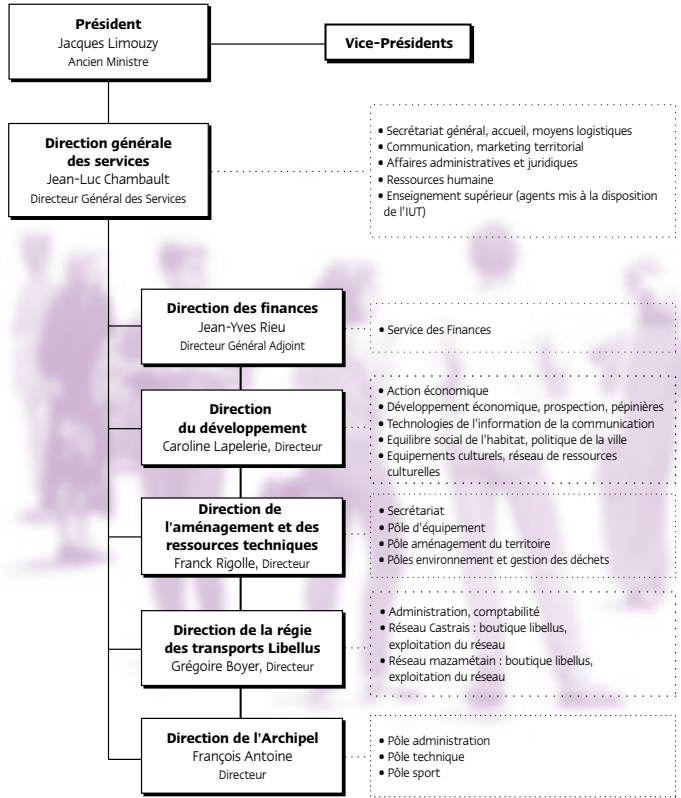 Président
Jacques Limouzy
Ancien Ministre
Vice-Présidents
Direction générale
des services
Jean-Luc Chambault
Directeur Général des Services
• Secrétariat général, accueil, moyens logistiques
• Communication, marketing territorial
• Affaires administratives et juridiques
• Ressources humaine
• Enseignement supérieur (agents mis à la disposition
de l'IUT)
Direction des finances
Jean-Yves Rieu
Directeur Général Adjoint
• Service des Finances
Direction
du développement
Caroline Lapelerie, Directeur
• Action économique
• Développement économique, prospection, pépinières
• Technologies de l'information de la communication
• Equilibre social de l'habitat, politique de la ville
• Equipements culturels, réseau de ressources
culturelles
Direction de
l'aménagement et des
ressources techniques
Franck Rigolle, Directeur
• Secrétariat
• Pôle d'équipement
• Pôle aménagement du territoire
• Pôles environnement et gestion des déchets
Direction de la régie
des transports Libellus
Grégoire Boyer, Directeur
• Administration, comptabilité
• Réseau Castrais : boutique libellus,
exploitation du réseau
• Réseau mazamétain : boutique libellus,
exploitation du réseau
Direction de l'Archipel
François Antoine
Directeur
• Pôle administration
• Pôle technique
• Pôle sport